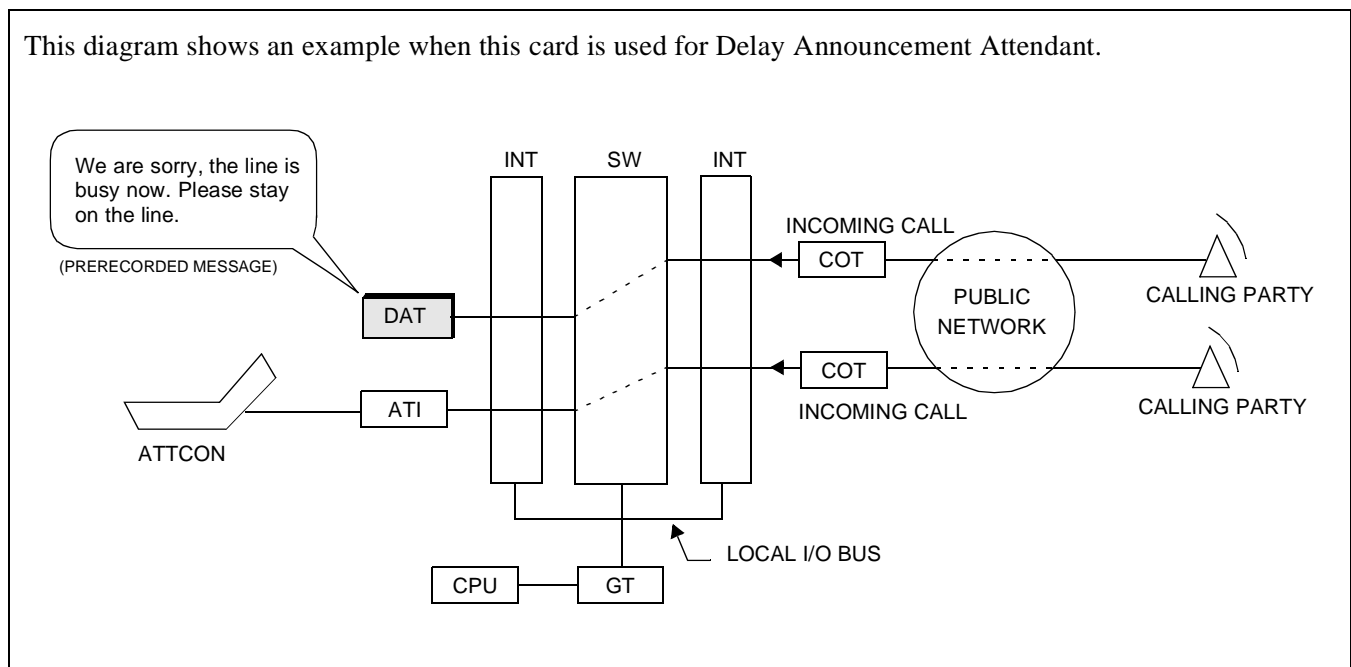 This diagram shows an example when this card is used for Delay Announcement Attendant.
We are sorry, the line is
busy now. Please stay
on the line.
(PRERECORDED MESSAGE)
INT
SW
INT
INCOMING CALL
COT
PUBLIC
NETWORK
CALLING PARTY
DAT
COT
INCOMING CALL
CALLING PARTY
ATI
ATTCON
LOCAL I/O BUS
CPU
GT